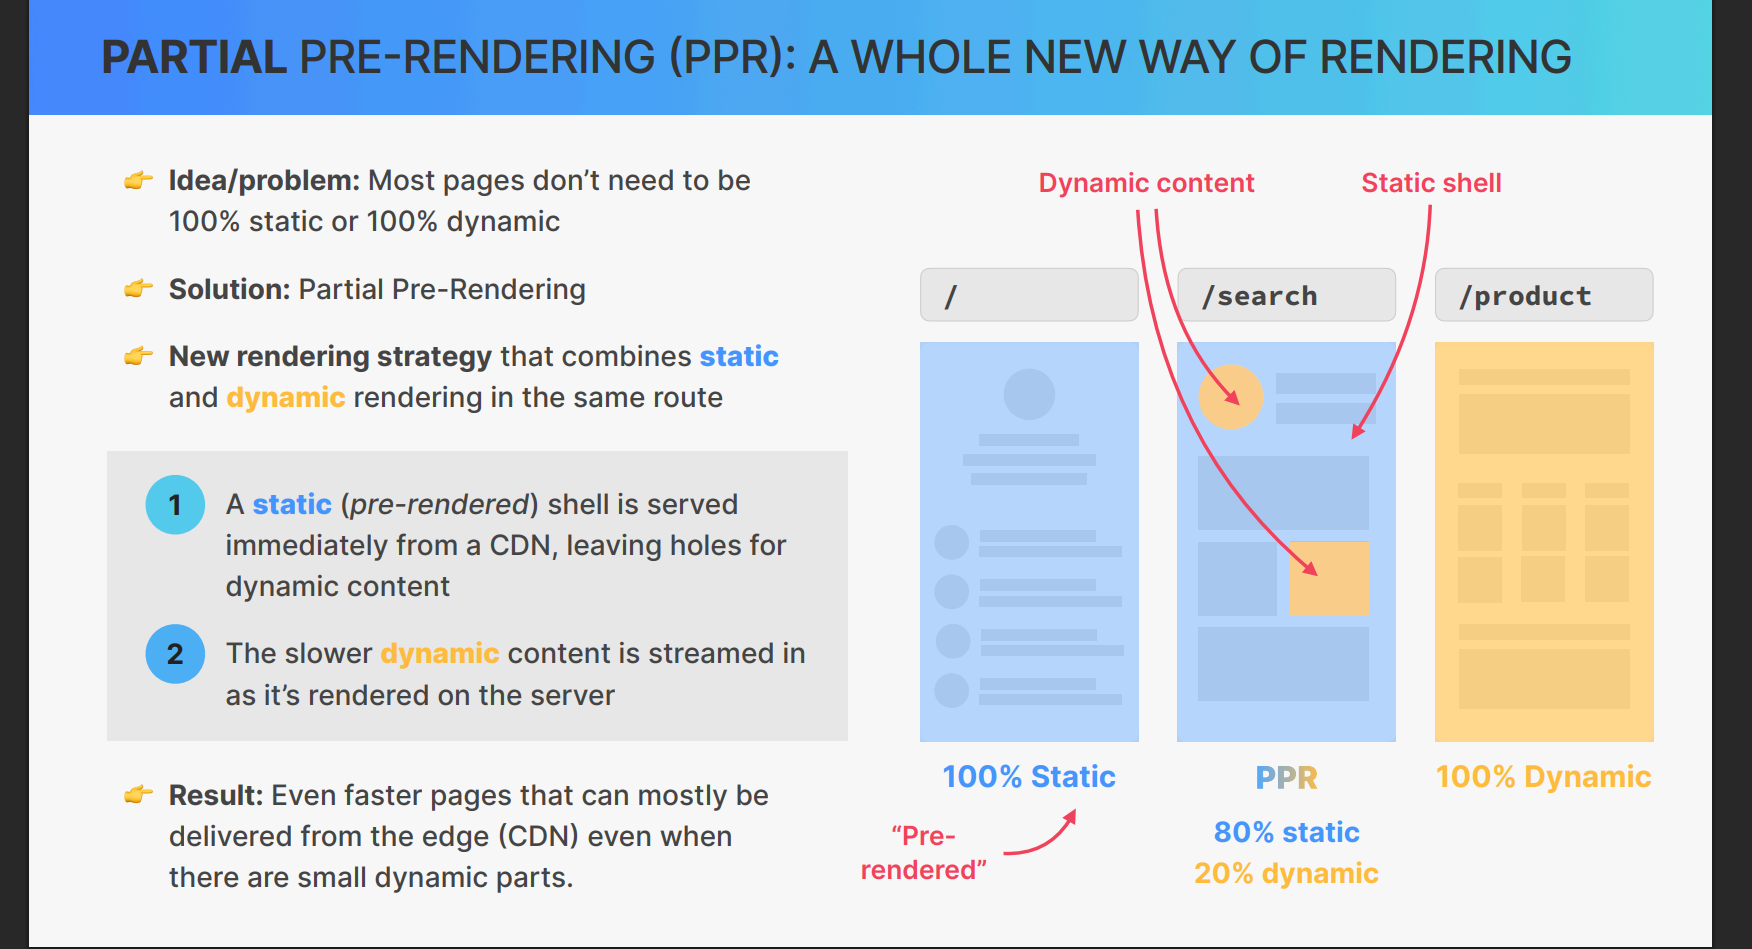 PARTIAL PRE-RENDERING (PPR): A WHOLE NEW WAY OF RENDERING
👉 Idea/problem: Most pages don’t need to be
100% static or 100% dynamic
👉 Solution: Partial Pre-Rendering
👉 New rendering strategy that combines static
and dynamic rendering in the same route
1 A static (pre-rendered) shell is served
immediately from a CDN, leaving holes for
dynamic content
2 The slower dynamic content is streamed in
as it’s rendered on the server
👉 Result: Even faster pages that can mostly be
delivered from the edge (CDN) even when
there are small dynamic parts.
Dynamic content
Static shell
/
/search
/product
100% Static
“Pre-
rendered”
PPR
80% static
20% dynamic
100% Dynamic